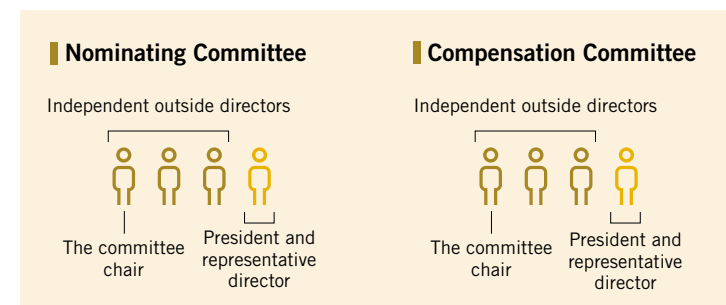 Nominating Committee
Independent outside directors
The committee
chair
President and
representative
director
Compensation Committee
Independent outside directors
The committee
chair
President and
representative
director